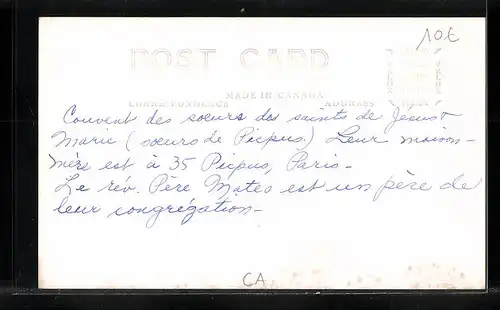 10€
POST CARD
MADE IN CANADA
CORRESPONDENCE ADDRESS
Couvent des soeurs des saints de Jesus &
Marie (soeurs de Picpus.) Leur maison-
mère est à 35 Picpus, Paris-
Le rév. Père Mateo est un père de
leur congrégation-
CA